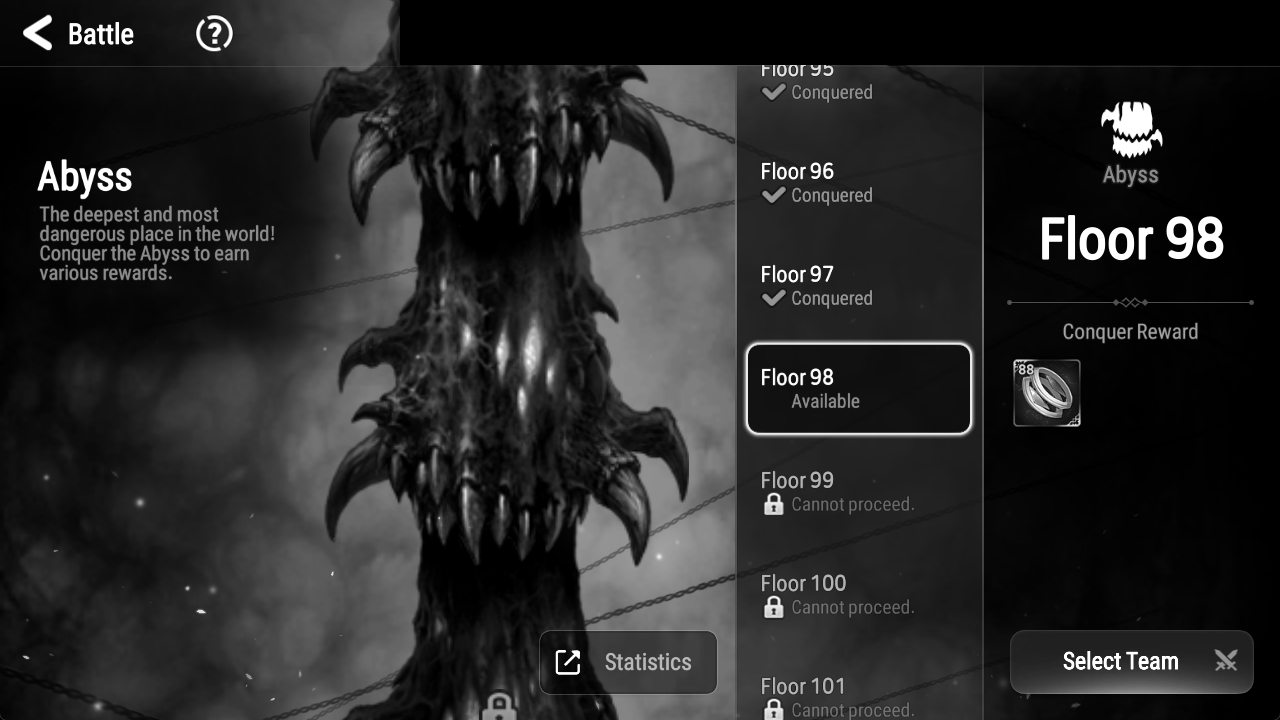 Battle
?
Abyss
The deepest and most
dangerous place in the world!
Conquer the Abyss to earn
various rewards.
Floor 95
Conquered
Floor 96
Conquered
Floor 97
Conquered
Floor 98
Available
Floor 99
Cannot proceed.
Floor 100
Cannot proceed.
Floor 101
Cannot proceed.
Statistics
Abyss
Floor 98
Conquer Reward
88
Select Team